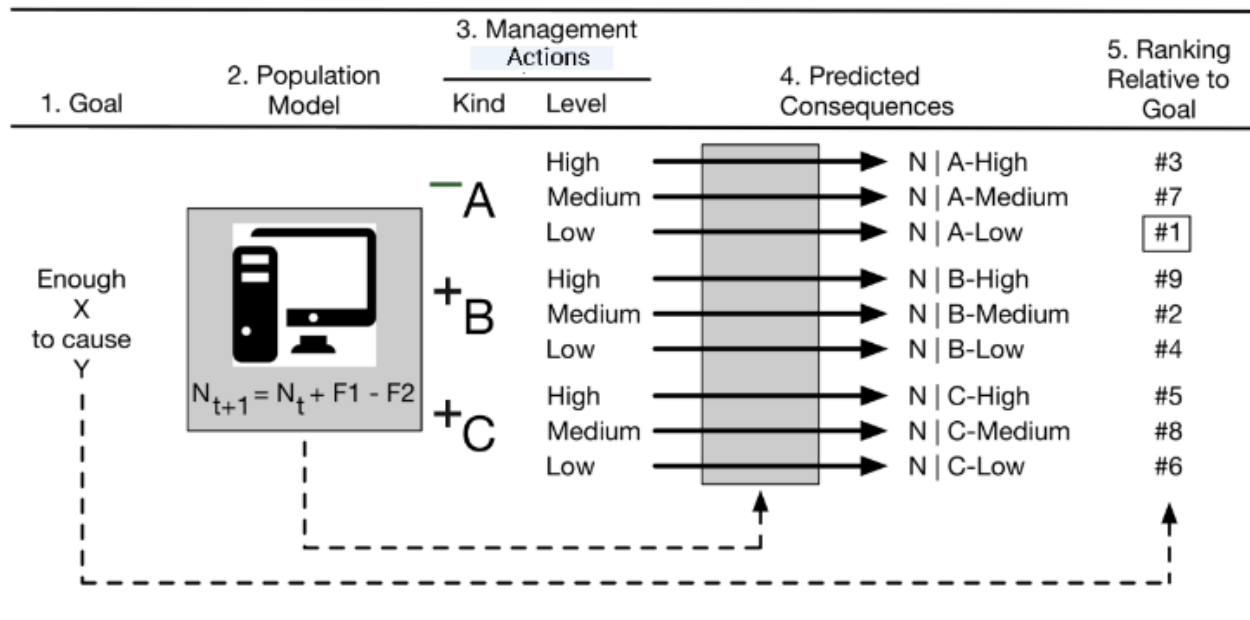 3. Management
Actions
5. Ranking
Relative to
Goal
2. Population
Model
4. Predicted
Consequences
1. Goal
Kind Level
High N | A-High #3
− A Medium N | A-Medium #7
Low N | A-Low #1
Enough
X
to cause
Y
High N | B-High #9
+ B Medium N | B-Medium #2
Low N | B-Low #4
N t+1 = N t + F1 - F2
High N | C-High #5
+ C Medium N | C-Medium #8
Low N | C-Low #6